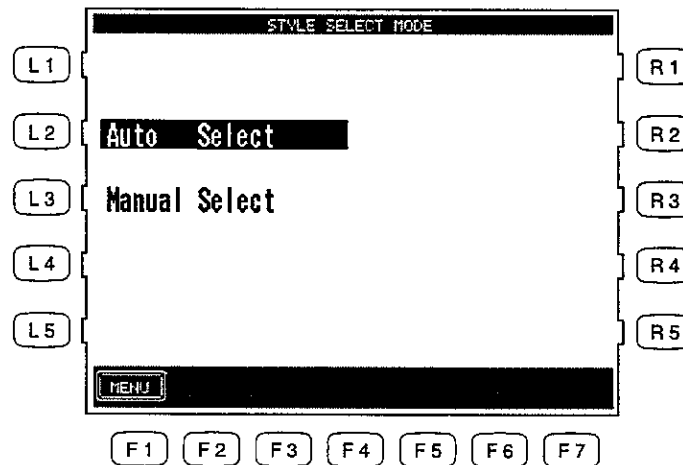 STYLE SELECT MODE
L1 R1
L2 Auto Select R2
L3 Manual Select R3
L4 R4
L5 R5
MENU
F1 F2 F3 F4 F5 F6 F7